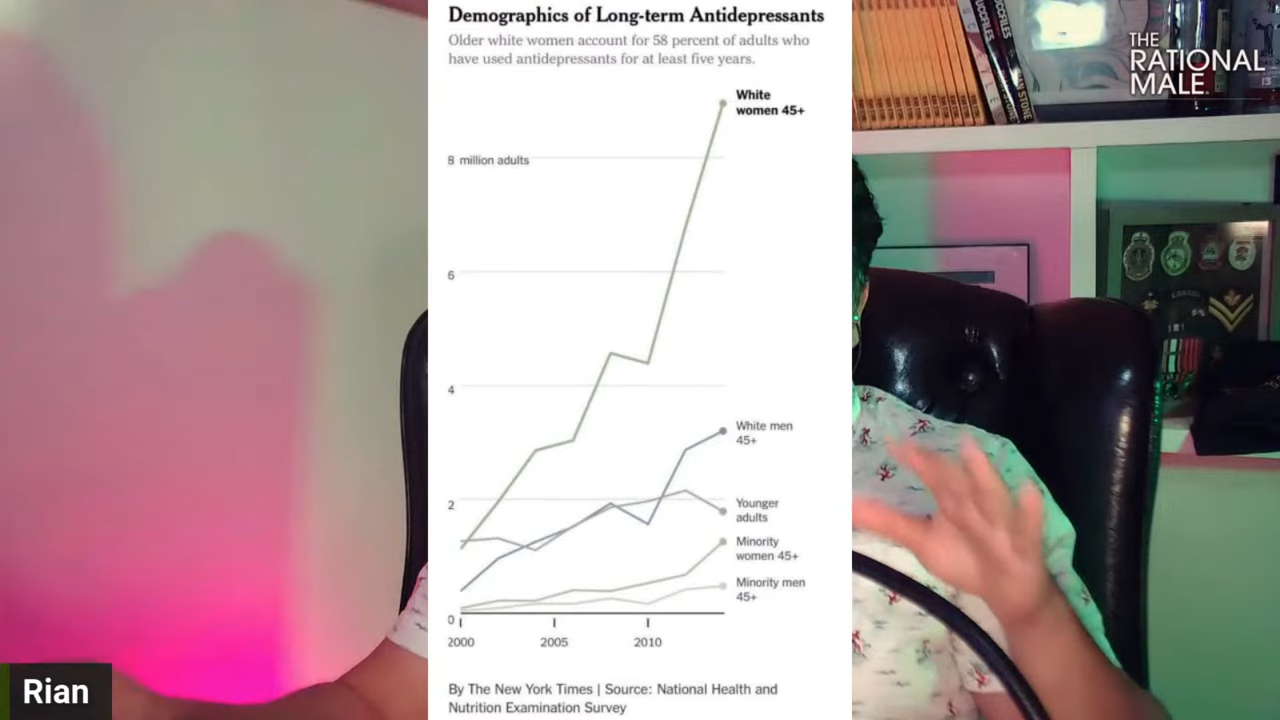 Demographics of Long-term Antidepressants
Older white women account for 58 percent of adults who
have used antidepressants for at least five years.
White
women 45+
8 million adults
6
4
White men
45+
2
Younger
adults
Minority
women 45+
Minority men
45+
0
2000
2005
2010
By The New York Times | Source: National Health and
Nutrition Examination Survey
THE
RATIONAL
MALE
Rian